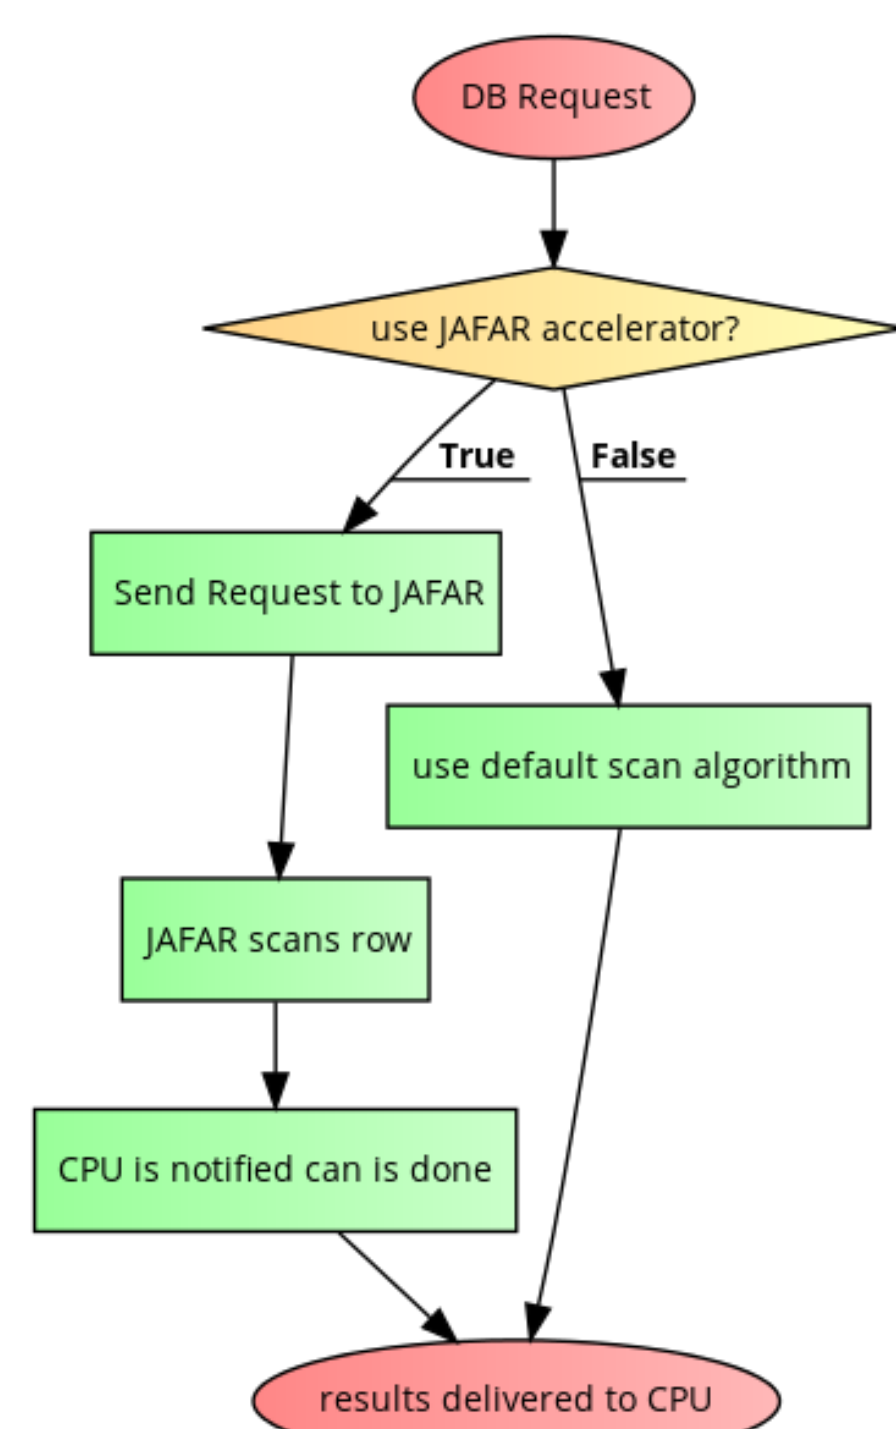 DB Request
use JAFAR accelerator?
True
False
Send Request to JAFAR
use default scan algorithm
JAFAR scans row
CPU is notified can is done
results delivered to CPU